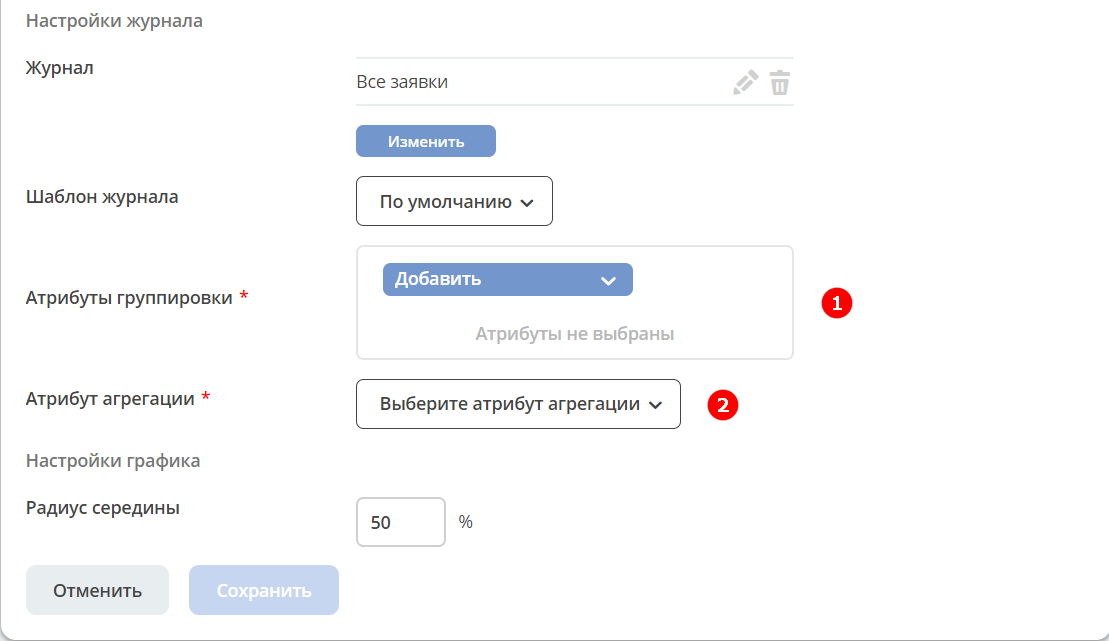 Настройки журнала
Журнал
Все заявки
Изменить
Шаблон журнала
По умолчанию
Атрибуты группировки *
Добавить
Атрибуты не выбраны
1
Атрибут агрегации *
Выберите атрибут агрегации
2
Настройки графика
Радиус середины
50 %
Отменить
Сохранить